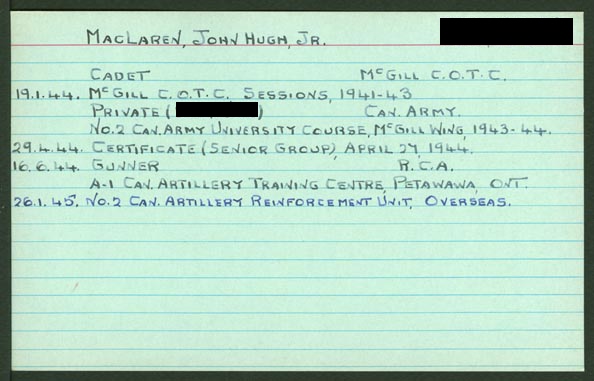 MACLAREN, JOHN HUGH, JR.
CADET McGILL C.O.T.C.
19.1.44. McGILL C.O.T.C. SESSIONS, 1941-43
PRIVATE ( ) CAN. ARMY.
NO.2 CAN. ARMY UNIVERSITY COURSE, McGILL WING, 1943-44.
29.4.44. CERTIFICATE (SENIOR GROUP), APRIL 27, 1944.
16.6.44. GUNNER R.C.A.
A-1 CAN. ARTILLERY TRAINING CENTRE, PETAWAWA, ONT.
26.1.45. NO.2 CAN. ARTILLERY REINFORCEMENT UNIT, OVERSEAS.